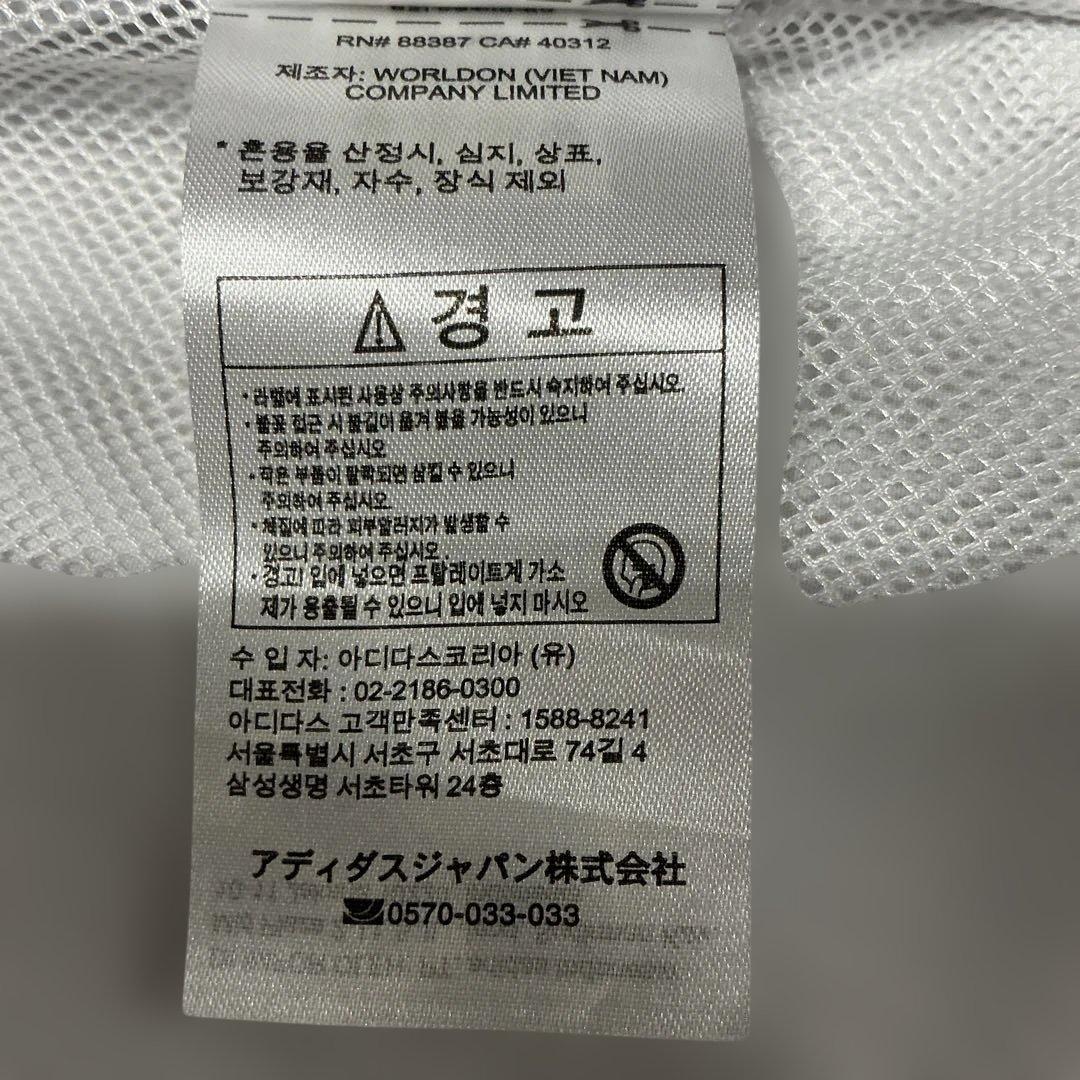 RN# 88387 CA# 40312
제조자: WORLDON (VIET NAM)
COMPANY LIMITED
* 혼용율 산정시, 심지, 상표,
보강재, 자수, 장식 제외
경 고
• 라벨에 표시된 사용상 주의사항을 반드시 숙지하여 주십시오.
• 불꽃 접근 시 불길이 옮겨 붙을 가능성이 있으니
주의하여 주십시오
• 작은 부품이 탈락되면 삼킬 수 있으니
주의하여 주십시오.
• 체질에 따라 피부알러지가 발생할 수
있으니 주의하여 주십시오.
• 경고! 입에 넣으면 프탈레이트계 가소
제가 용출될 수 있으니 입에 넣지 마시오
수 입 자: 아디다스코리아 (유)
대표전화 : 02-2186-0300
아디다스 고객만족센터 : 1588-8241
서울특별시 서초구 서초대로 74길 4
삼성생명 서초타워 24층
アディダスジャパン株式会社
0570-033-033